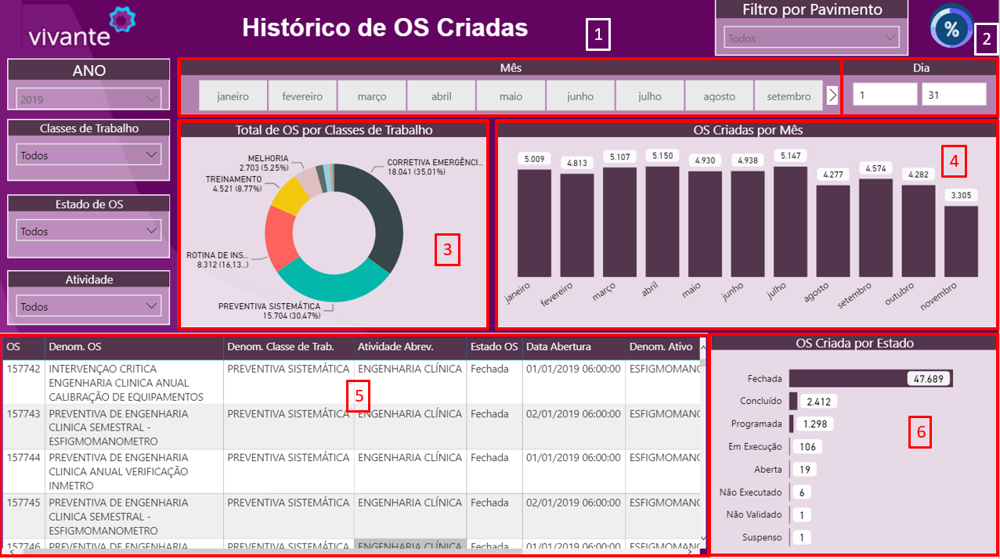 vivante
Histórico de OS Criadas
1
Filtro por Pavimento
Todos
%
2
ANO
2019
Classes de Trabalho
Todos
Estado de OS
Todos
Atividade
Todos
Mês
janeiro fevereiro março abril maio junho julho agosto setembro
Dia
1 31
Total de OS por Classes de Trabalho
MELHORIA
2.703 (5,25%)
TREINAMENTO
4.521 (8,77%)
ROTINA DE INS...
8.312 (16,13...)
PREVENTIVA SISTEMÁTICA
15.704 (30,47%)
CORRETIVA EMERGÊNCI...
18.041 (35,01%)
3
OS Criadas por Mês
5.009 4.813 5.107 5.150 4.930 4.938 5.147 4.277 4.574 4.282 3.305
janeiro fevereiro março abril maio junho julho agosto setembro outubro novembro
4
OS Denom. OS Denom. Classe de Trab. Atividade Abrev. Estado OS Data Abertura Denom. Ativo
157742 INTERVENÇAO CRITICA PREVENTIVA SISTEMÁTICA ENGENHARIA CLÍNICA Fechada 01/01/2019 06:00:00 ESFIGMOMANO
ENGENHARIA CLINICA ANUAL
CALIBRAÇÃO DE EQUIPAMENTOS
5
157743 PREVENTIVA DE ENGENHARIA PREVENTIVA SISTEMÁTICA ENGENHARIA CLÍNICA Fechada 02/01/2019 06:00:00 ESFIGMOMANO
CLINICA SEMESTRAL -
ESFIGMOMANOMETRO
157744 PREVENTIVA DE ENGENHARIA PREVENTIVA SISTEMÁTICA ENGENHARIA CLÍNICA Fechada 01/01/2019 06:00:00 ESFIGMOMANO
CLINICA ANUAL VERIFICAÇÃO
INMETRO
157745 PREVENTIVA DE ENGENHARIA PREVENTIVA SISTEMÁTICA ENGENHARIA CLÍNICA Fechada 02/01/2019 06:00:00 ESFIGMOMANO
CLINICA SEMESTRAL -
ESFIGMOMANOMETRO
157746 PREVENTIVA DE ENGENHARIA PREVENTIVA SISTEMÁTICA ENGENHARIA CLÍNICA Fechada 01/01/2019 06:00:00 ESFIGMOMANO
OS Criada por Estado
Fechada 47.689
Concluído 2.412
Programada 1.298
Em Execução 106
Aberta 19
Não Executado 6
Não Validado 1
Suspenso 1
6